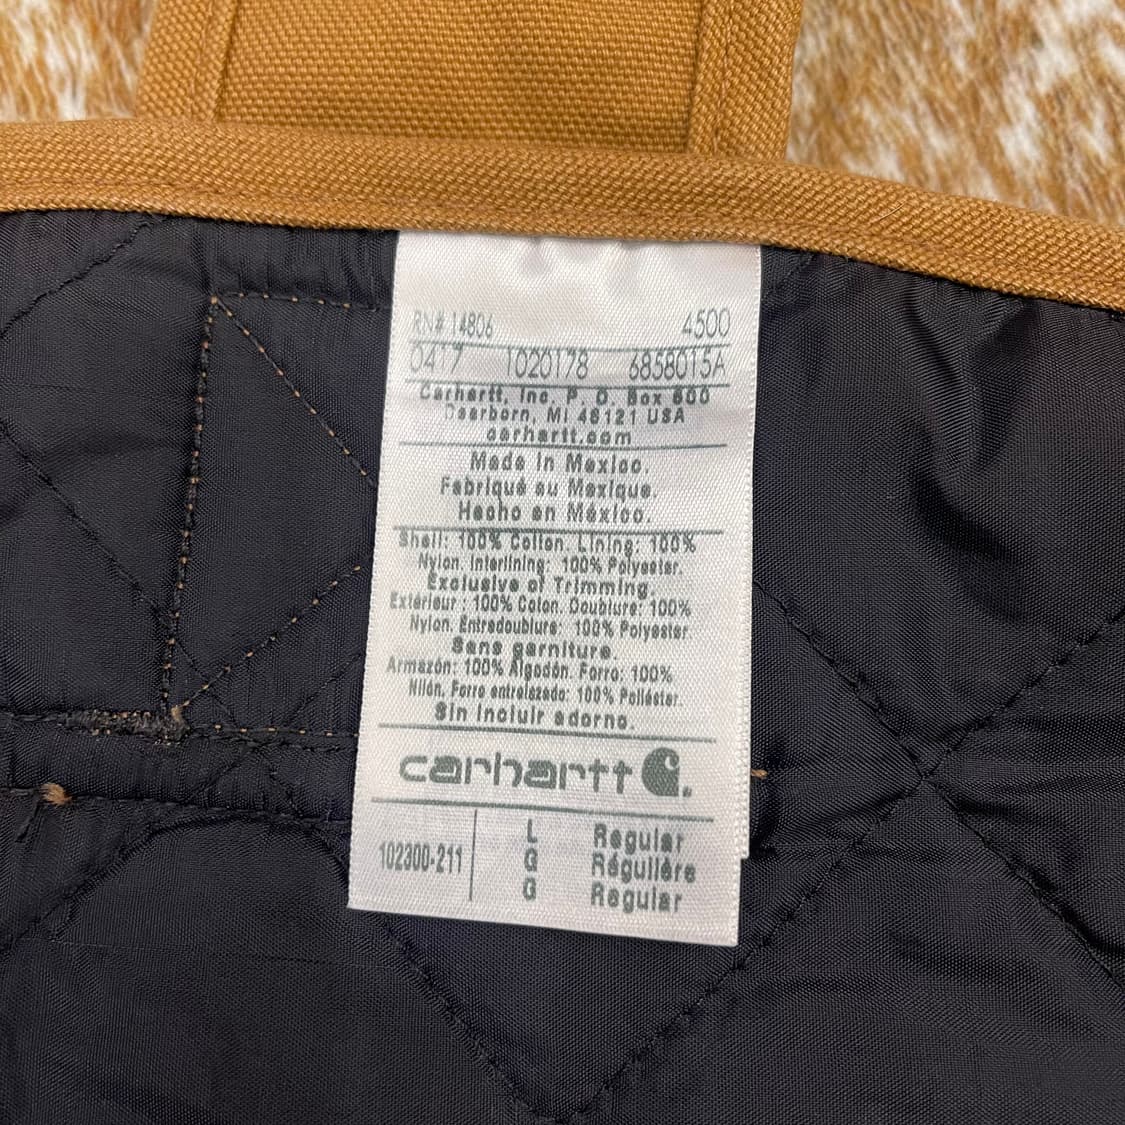 RN# 14806 4500
0417 1020178 6858015A
Carhartt, Inc. P. O. Box 600
Dearborn, MI 48121 USA
carhartt.com
Made in Mexico.
Fabriqué au Mexique.
Hecho en México.
Shell: 100% Cotton. Lining: 100%
Nylon. Interlining: 100% Polyester.
Exclusive of Trimming.
Extérieur : 100% Coton. Doublure: 100%
Nylon. Entredoublure: 100% Polyester.
Sans garniture.
Armazón: 100% Algodón. Forro: 100%
Nilón. Forro entrelazado: 100% Poliéster.
Sin incluir adorno.
carhartt
102300-211
L Regular
G Régulière
G Regular